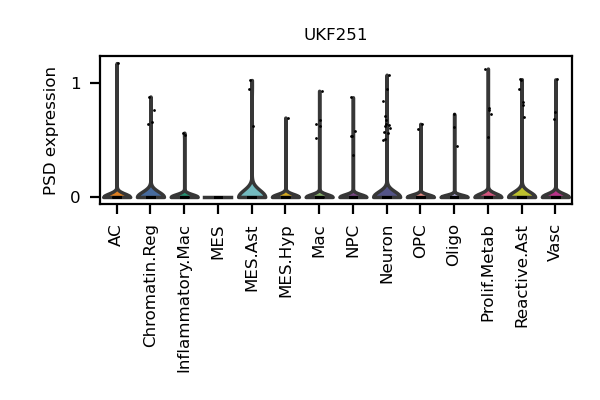 UKF251
PSD expression
1
0
AC
Chromatin.Reg
Inflammatory.Mac
MES
MES.Ast
MES.Hyp
Mac
NPC
Neuron
OPC
Oligo
Prolif.Metab
Reactive.Ast
Vasc